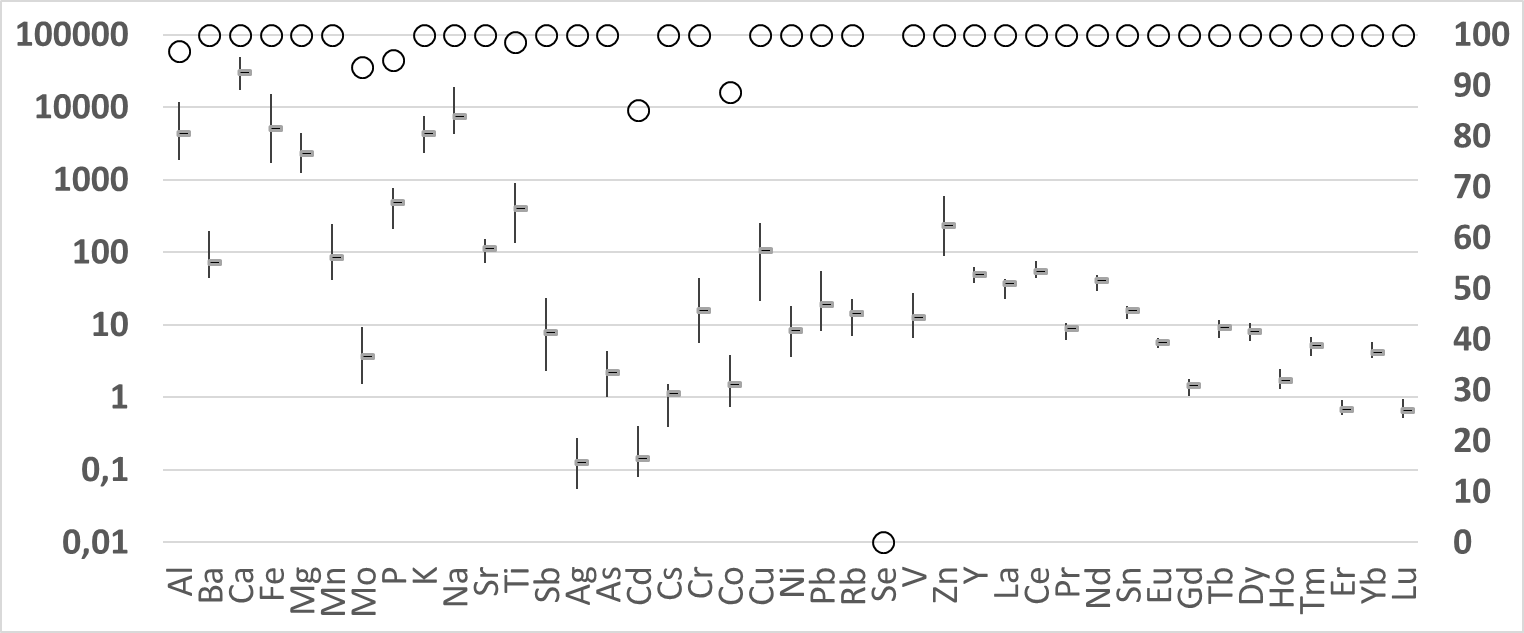 100000
10000
1000
100
10
1
0,1
0,01
100
90
80
70
60
50
40
30
20
10
0
Al
Ba
Ca
Fe
Mg
Mn
Mo
P
K
Na
Sr
Ti
Sb
Ag
As
Cd
Cs
Cr
Co
Cu
Ni
Pb
Rb
Se
V
Zn
Y
La
Ce
Pr
Nd
Sn
Eu
Gd
Tb
Dy
Ho
Tm
Er
Yb
Lu